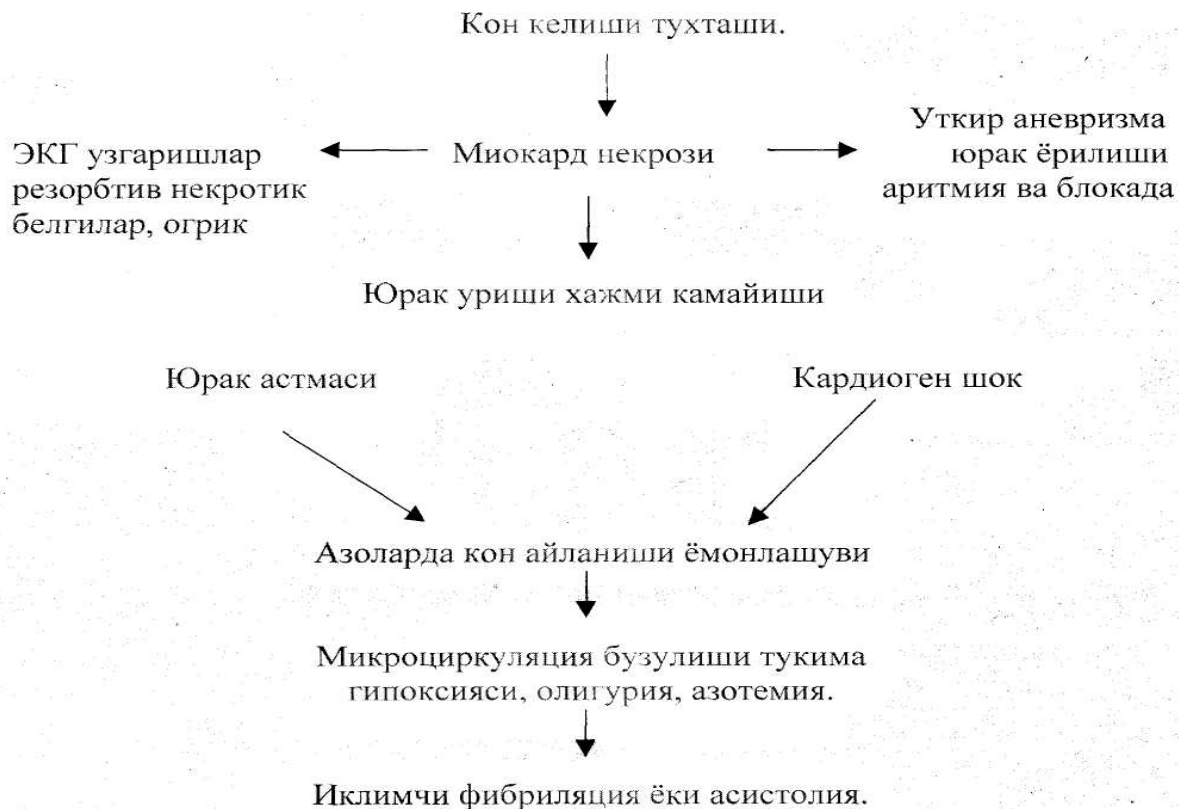 Кон келиши тухташи.
ЭКГ узгаришлар
резорбтив некротик
белгилар, огрик
Миокард некрози
Уткир аневризма
юрак ёрилиши
аритмия ва блокада
Юрак уриши хажми камайиши
Юрак астмаси
Кардиоген шок
Азоларда кон айланиши ёмонлашуви
Микроциркуляция бузулиши тукима
гипоксияси, олигурия, азотемия.
Иклимчи фибриляция ёки асистолия.